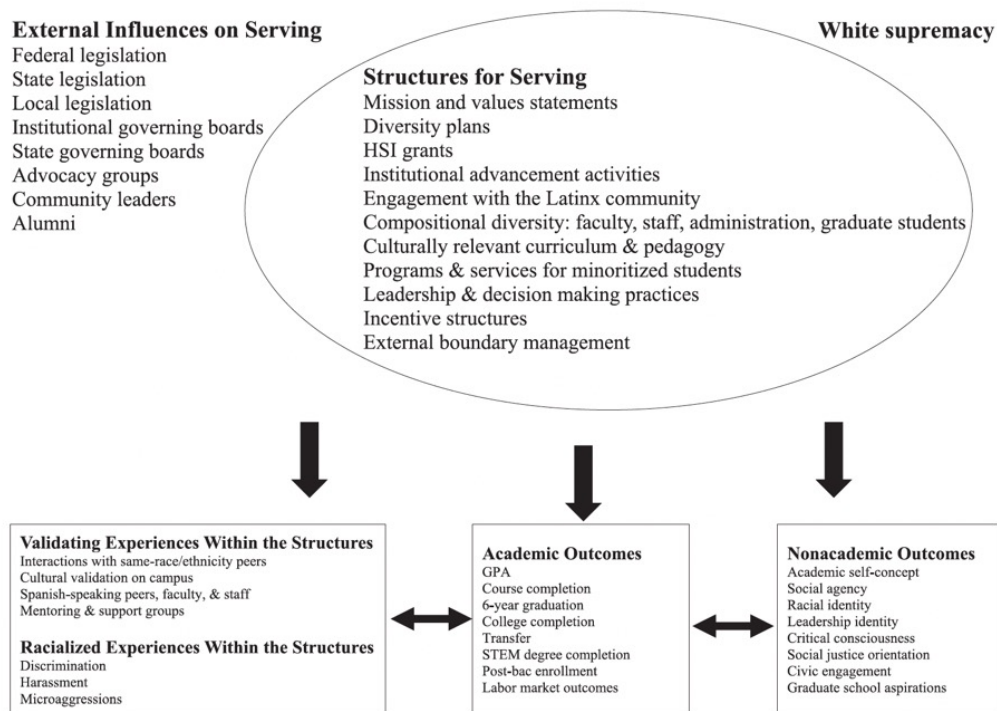 External Influences on Serving
Federal legislation
State legislation
Local legislation
Institutional governing boards
State governing boards
Advocacy groups
Community leaders
Alumni
White supremacy
Structures for Serving
Mission and values statements
Diversity plans
HSI grants
Institutional advancement activities
Engagement with the Latinx community
Compositional diversity: faculty, staff, administration, graduate students
Culturally relevant curriculum & pedagogy
Programs & services for minoritized students
Leadership & decision making practices
Incentive structures
External boundary management
Validating Experiences Within the Structures
Interactions with same-race/ethnicity peers
Cultural validation on campus
Spanish-speaking peers, faculty, & staff
Mentoring & support groups
Racialized Experiences Within the Structures
Discrimination
Harassment
Microaggressions
Academic Outcomes
GPA
Course completion
6-year graduation
College completion
Transfer
STEM degree completion
Post-bac enrollment
Labor market outcomes
Nonacademic Outcomes
Academic self-concept
Social agency
Racial identity
Leadership identity
Critical consciousness
Social justice orientation
Civic engagement
Graduate school aspirations